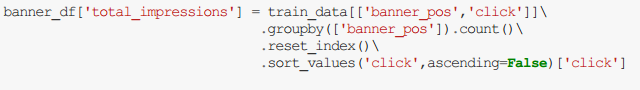 banner_df['total_impressions'] = train_data[['banner_pos','click']]\
.groupby(['banner_pos']).count()\
.reset_index()\
.sort_values('click',ascending=False)['click']